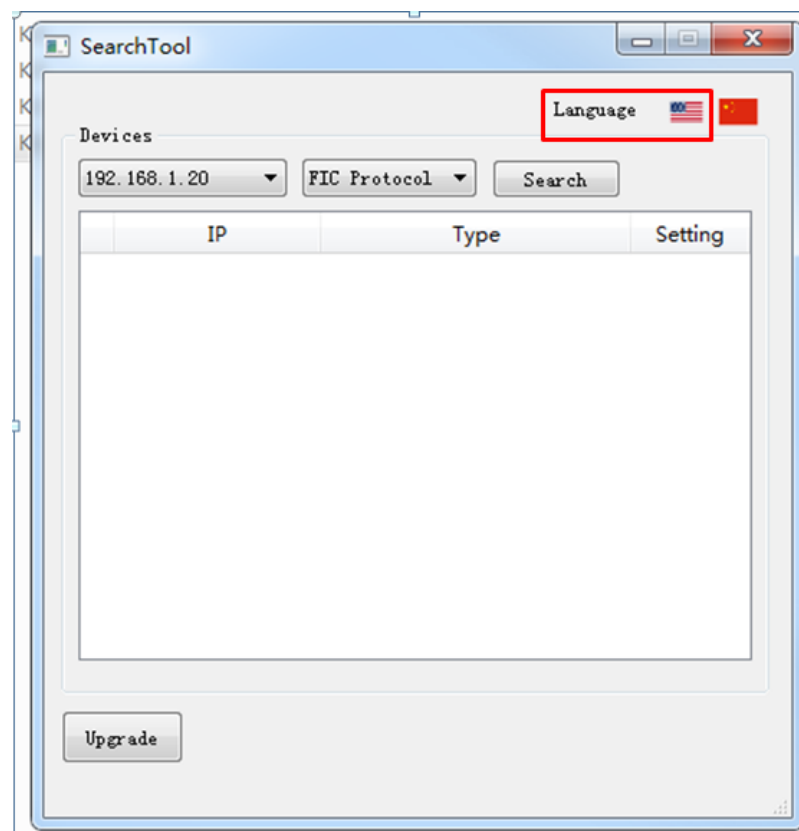 K
SearchTool
K
K
Language
K
Devices
192.168.1.20 FIC Protocol Search
IP Type Setting
Upgrade